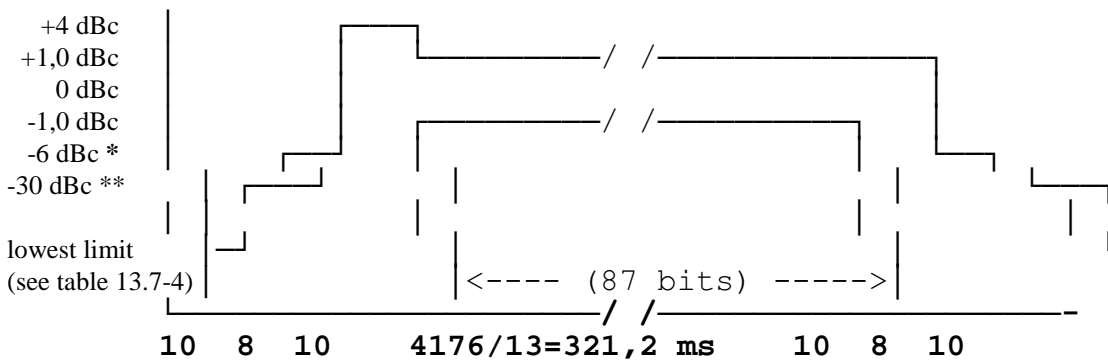 +4 dBc
+1,0 dBc
0 dBc
-1,0 dBc
-6 dBc *
-30 dBc **
lowest limit
(see table 13.7-4)
<---- (87 bits) ----->
10 8 10 4176/13=321,2 ms 10 8 10